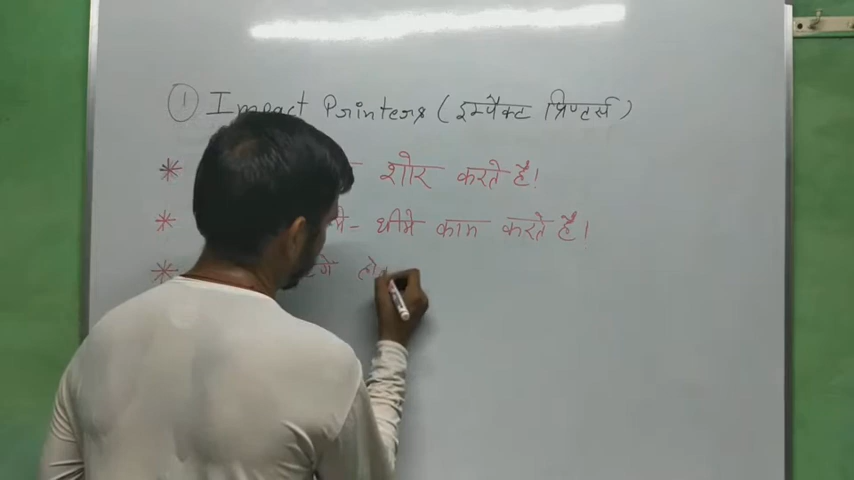 ① Impact Printers (इम्पैक्ट प्रिण्टर्स)
* - शोर करते है।
* - धीमे कान करते है।
* हो